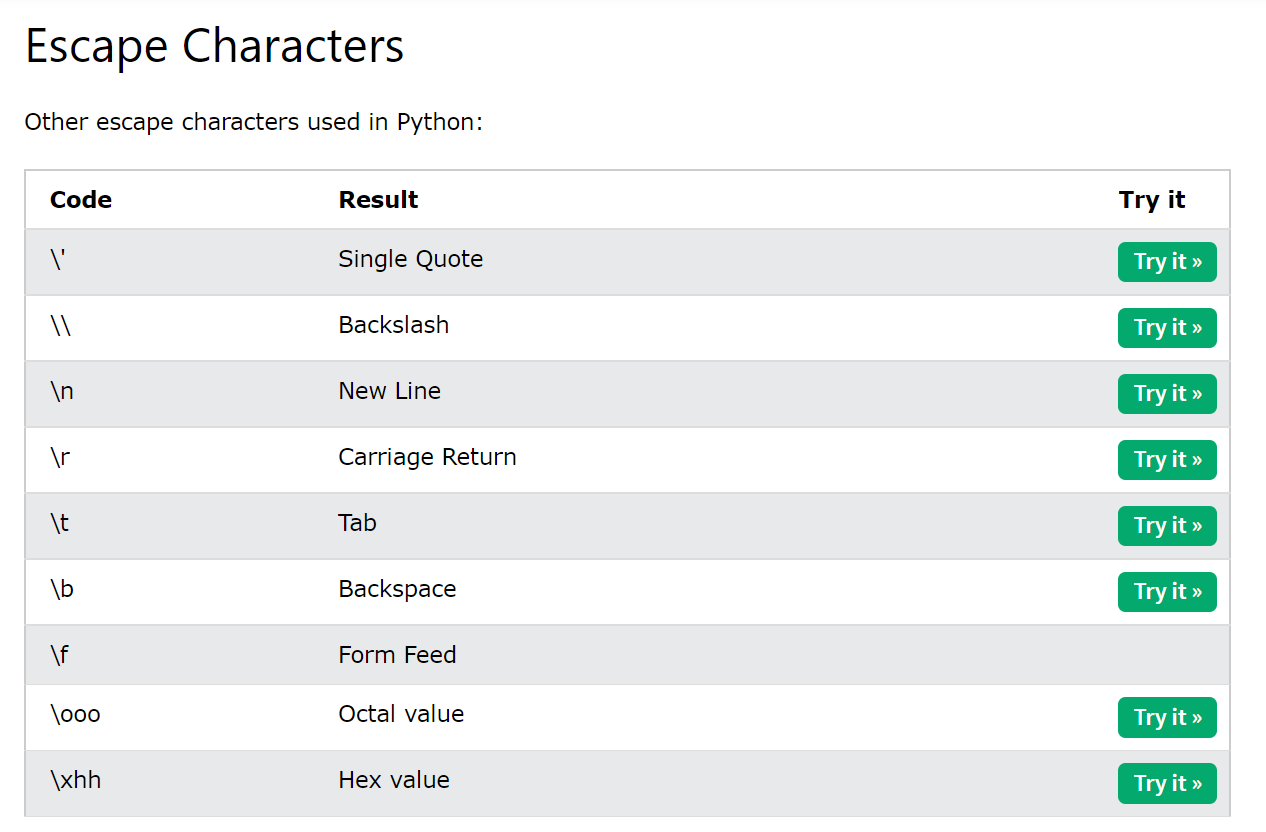 Escape Characters
Other escape characters used in Python:
Code Result Try it
\' Single Quote Try it »
\\ Backslash Try it »
\n New Line Try it »
\r Carriage Return Try it »
\t Tab Try it »
\b Backspace Try it »
\f Form Feed
\ooo Octal value Try it »
\xhh Hex value Try it »